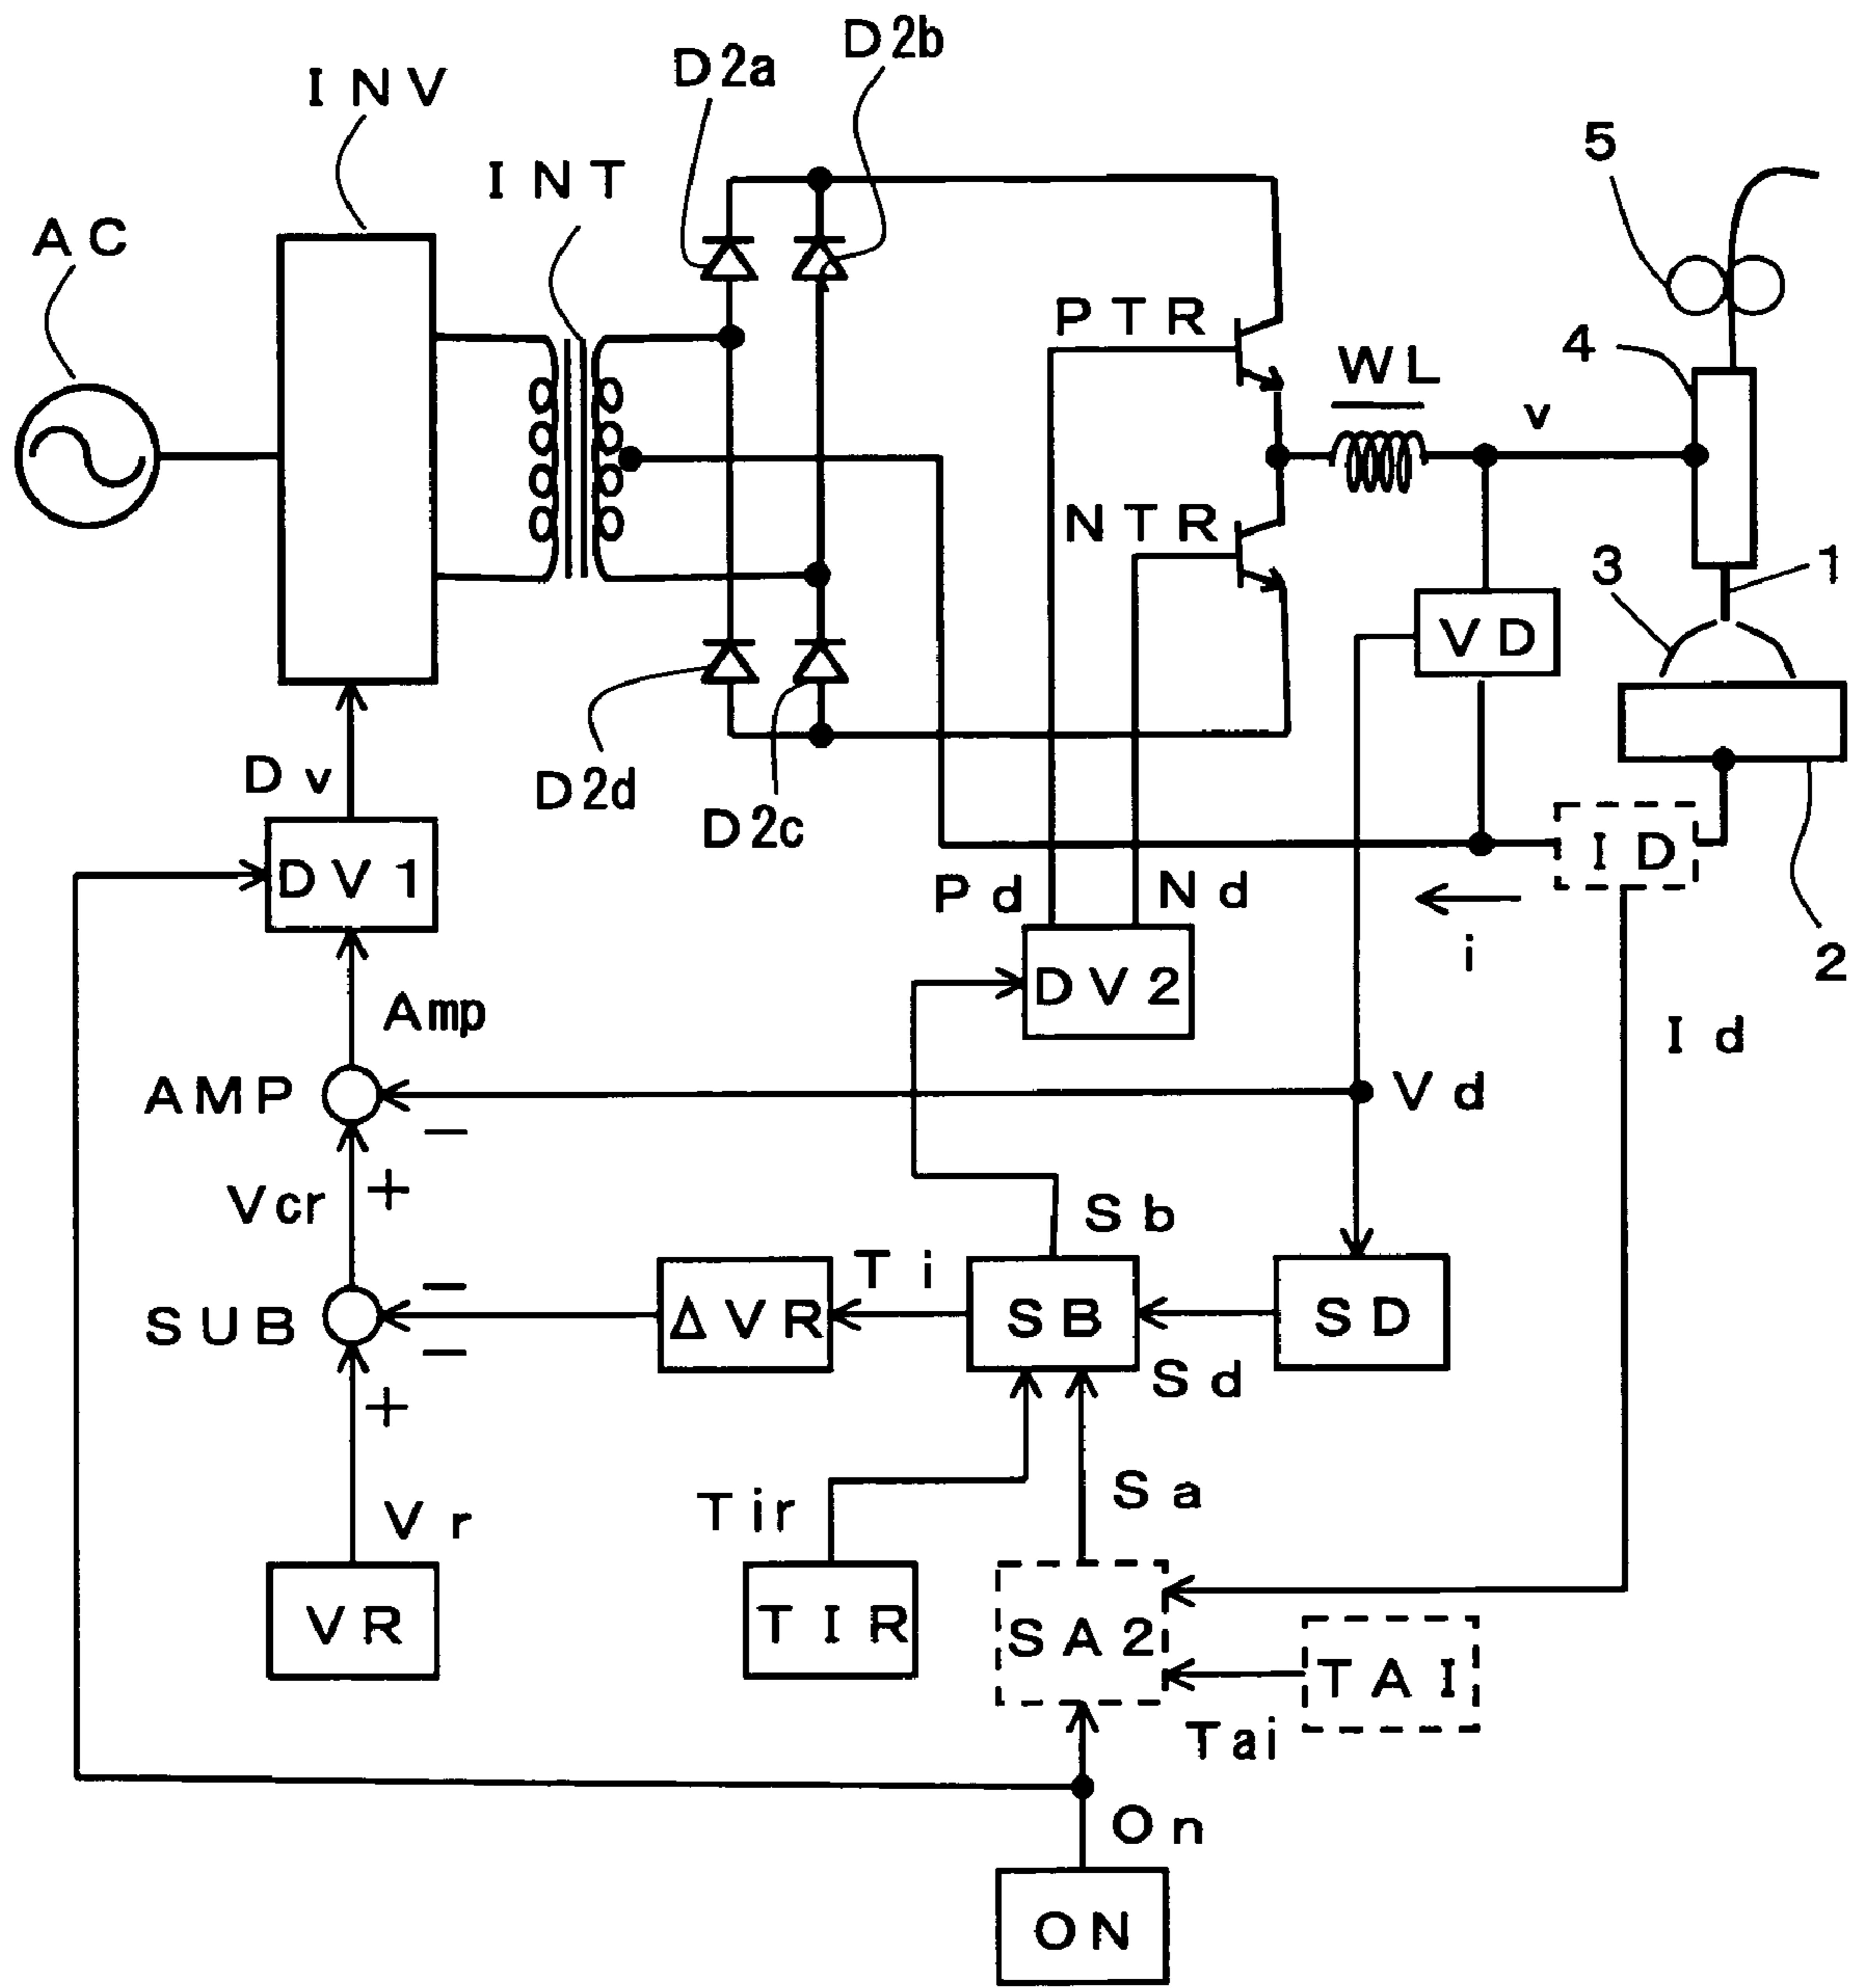 D2b
D2a
INV
INT
5
AC
PTR
4
WL
v
NTR
3
1
VD
Dv
D2d
D2c
ID
DV1
Pd
Nd
i
2
DV2
Amp
Id
AMP
Vd
−
Vcr
+
Sb
Ti
−
SUB
ΔVR
SB
SD
−
Sd
+
Sa
Tir
Vr
VR
TIR
SA2
TAI
Tai
On
ON